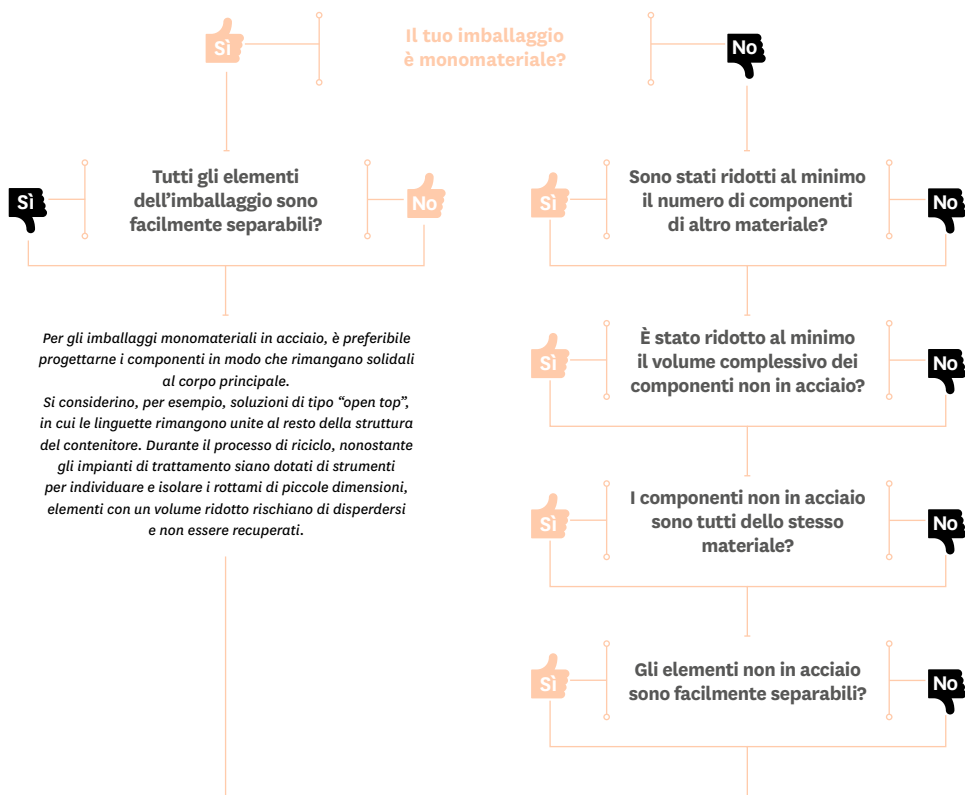 Sì
Il tuo imballaggio
è monomateriale?
No
Sì
Tutti gli elementi
dell’imballaggio sono
facilmente separabili?
No
Per gli imballaggi monomateriali in acciaio, è preferibile
progettarne i componenti in modo che rimangano solidali
al corpo principale.
Si considerino, per esempio, soluzioni di tipo “open top”,
in cui le linguette rimangono unite al resto della struttura
del contenitore. Durante il processo di riciclo, nonostante
gli impianti di trattamento siano dotati di strumenti
per individuare e isolare i rottami di piccole dimensioni,
elementi con un volume ridotto rischiano di disperdersi
e non essere recuperati.
Sì
Sono stati ridotti al minimo
il numero di componenti
di altro materiale?
No
Sì
È stato ridotto al minimo
il volume complessivo dei
componenti non in acciaio?
No
Sì
I componenti non in acciaio
sono tutti dello stesso
materiale?
No
Sì
Gli elementi non in acciaio
sono facilmente separabili?
No